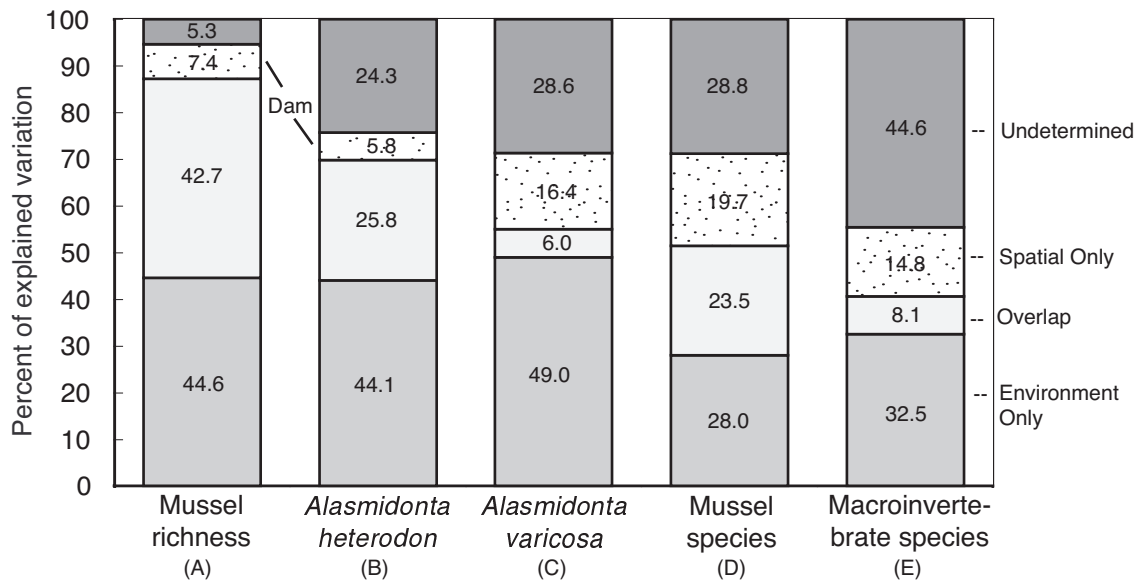 Percent of explained variation
100
90
80
70
60
50
40
30
20
10
0
5.3
7.4
42.7
44.6
Dam
24.3
5.8
25.8
44.1
28.6
16.4
6.0
49.0
28.8
19.7
23.5
28.0
44.6
14.8
8.1
32.5
-- Undetermined
-- Spatial Only
-- Overlap
-- Environment
Only
Mussel
richness
(A)
Alasmidonta
heterodon
(B)
Alasmidonta
varicosa
(C)
Mussel
species
(D)
Macroinverte-
brate species
(E)